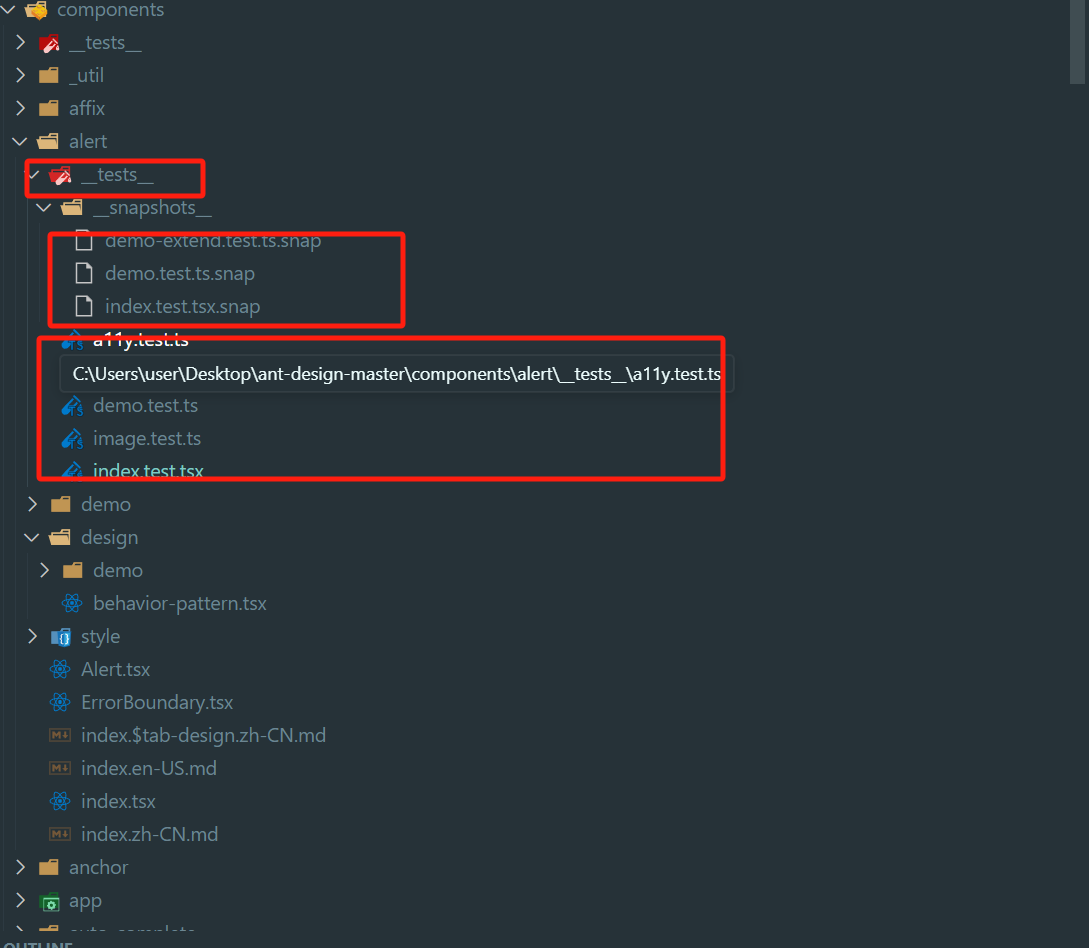 components
__tests__
_util
affix
alert
__tests__
__snapshots__
demo-extend.test.ts.snap
demo.test.ts.snap
index.test.tsx.snap
a11y.test.ts
C:\Users\user\Desktop\ant-design-master\components\alert\__tests__\a11y.test.ts
demo.test.ts
image.test.ts
index.test.tsx
demo
design
demo
behavior-pattern.tsx
style
Alert.tsx
ErrorBoundary.tsx
index.$tab-design.zh-CN.md
index.en-US.md
index.tsx
index.zh-CN.md
anchor
app
auto-complete
OUTLINE